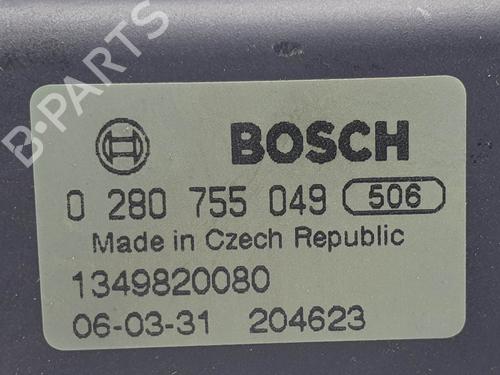 B-PARTS
BOSCH
0 280 755 049 506
Made in Czech Republic
1349820080
06-03-31 204623